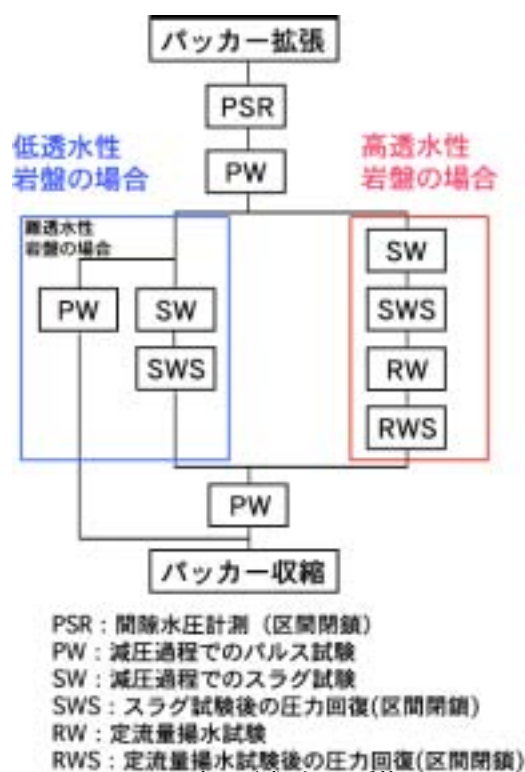 パッカー拡張
PSR
低透水性
岩盤の場合
高透水性
岩盤の場合
PW
難透水性
岩盤の場合
PW
SW
SWS
SW
SWS
RW
RWS
PW
パッカー収縮
PSR：間隙水圧計測（区間閉鎖）
PW：減圧過程でのパルス試験
SW：減圧過程でのスラグ試験
SWS：スラグ試験後の圧力回復(区間閉鎖)
RW：定流量揚水試験
RWS：定流量揚水試験後の圧力回復(区間閉鎖)